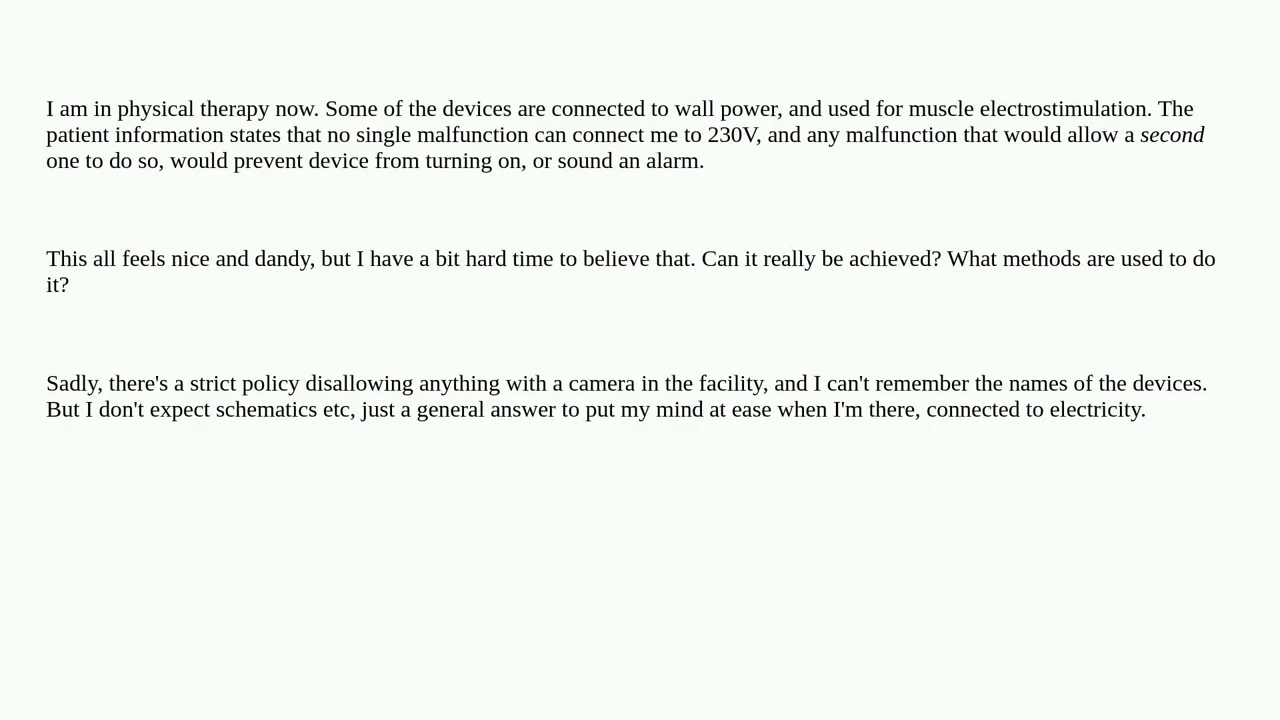 I am in physical therapy now. Some of the devices are connected to wall power, and used for muscle electrostimulation. The
patient information states that no single malfunction can connect me to 230V, and any malfunction that would allow a second
one to do so, would prevent device from turning on, or sound an alarm.
This all feels nice and dandy, but I have a bit hard time to believe that. Can it really be achieved? What methods are used to do
it?
Sadly, there's a strict policy disallowing anything with a camera in the facility, and I can't remember the names of the devices.
But I don't expect schematics etc, just a general answer to put my mind at ease when I'm there, connected to electricity.